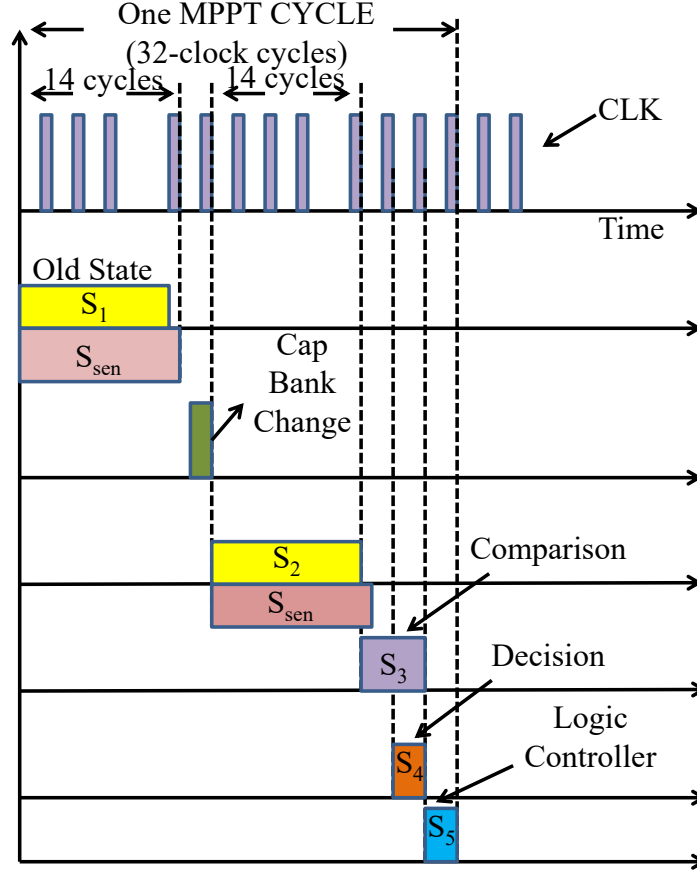 One MPPT CYCLE
(32-clock cycles)
14 cycles
14 cycles
CLK
Time
Old State
S₁
Sₛₑₙ
Cap
Bank
Change
S₂
Sₛₑₙ
Comparison
S₃
Decision
S₄
Logic
Controller
S₅